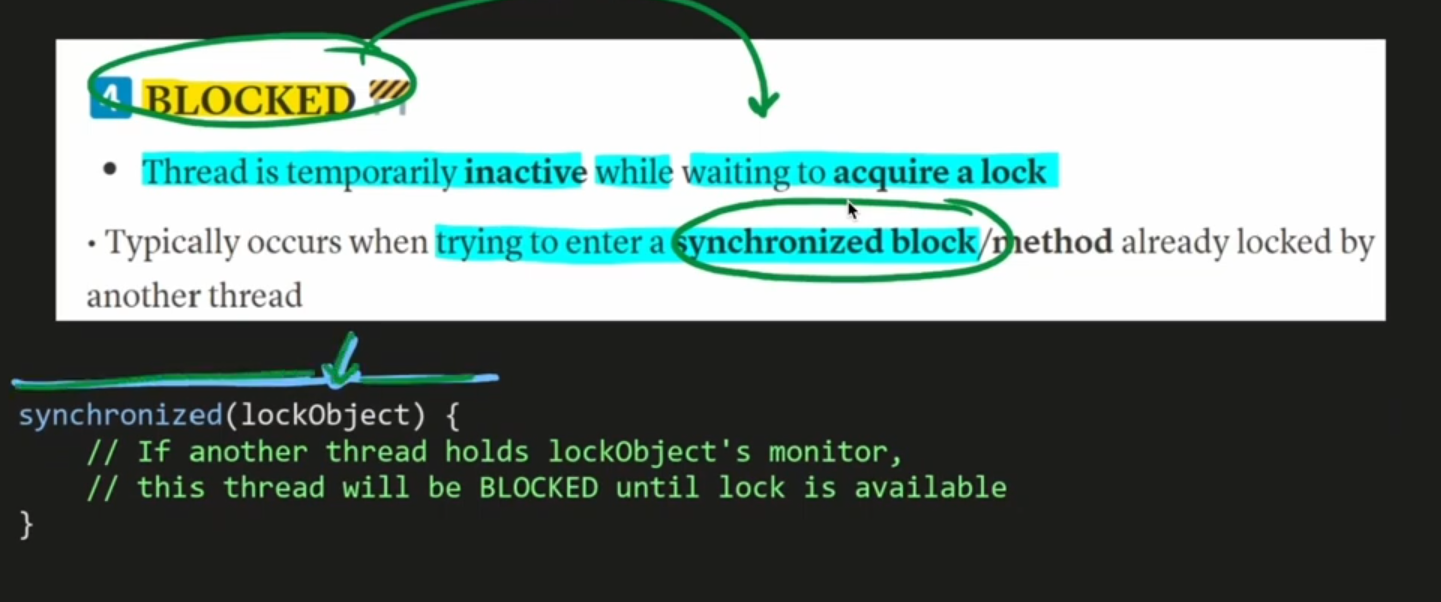 4 BLOCKED 🚧
• Thread is temporarily inactive while waiting to acquire a lock
• Typically occurs when trying to enter a synchronized block/method already locked by
another thread
synchronized(lockObject) {
    // If another thread holds lockObject's monitor,
    // this thread will be BLOCKED until lock is available
}